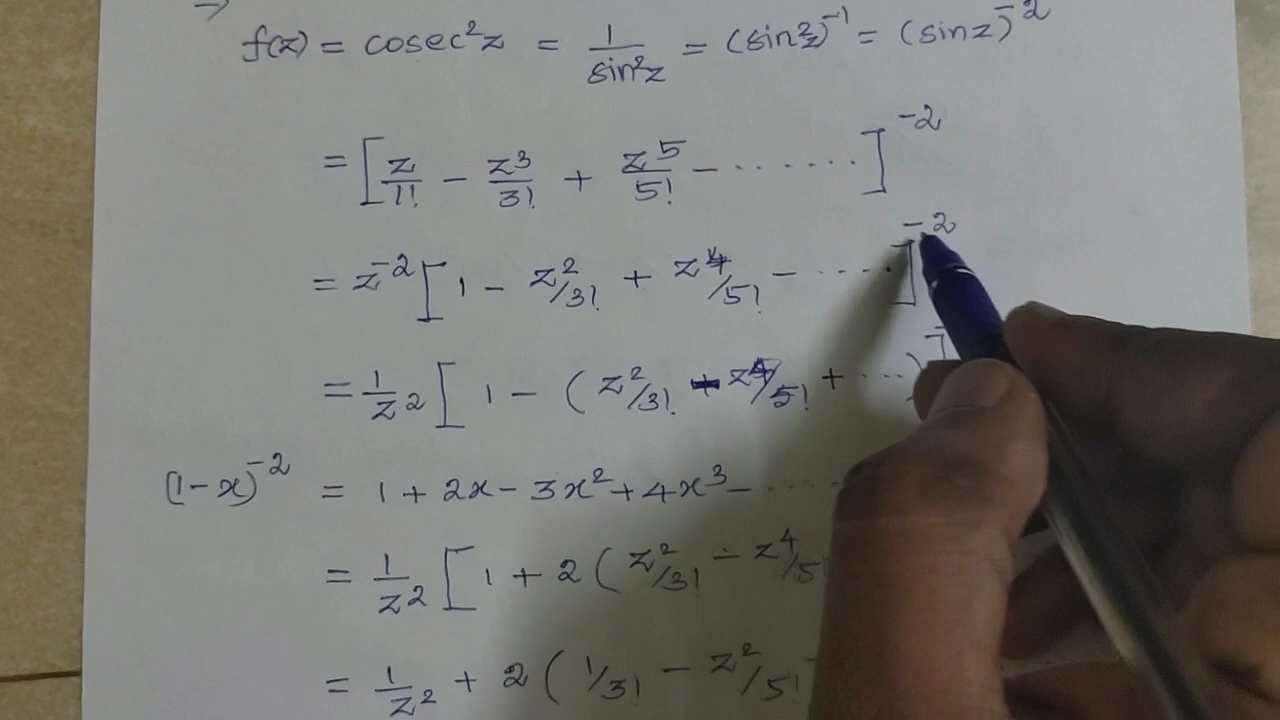 →
f(z) = cosec²z = 1/sin²z = (sin²z)⁻¹ = (sinz)⁻²
= [z/1! - z³/3! + z⁵/5! - .......]⁻²
= z⁻²[1 - z²/3! + z⁴/5! - .....]⁻²
= 1/z² [1 - (z²/3! - z⁴/5! + ....)]
(1-x)⁻² = 1 + 2x - 3x² + 4x³ - .....
= 1/z² [1 + 2(z²/3! - z⁴/5!
= 1/z² + 2(1/3! - z²/5!